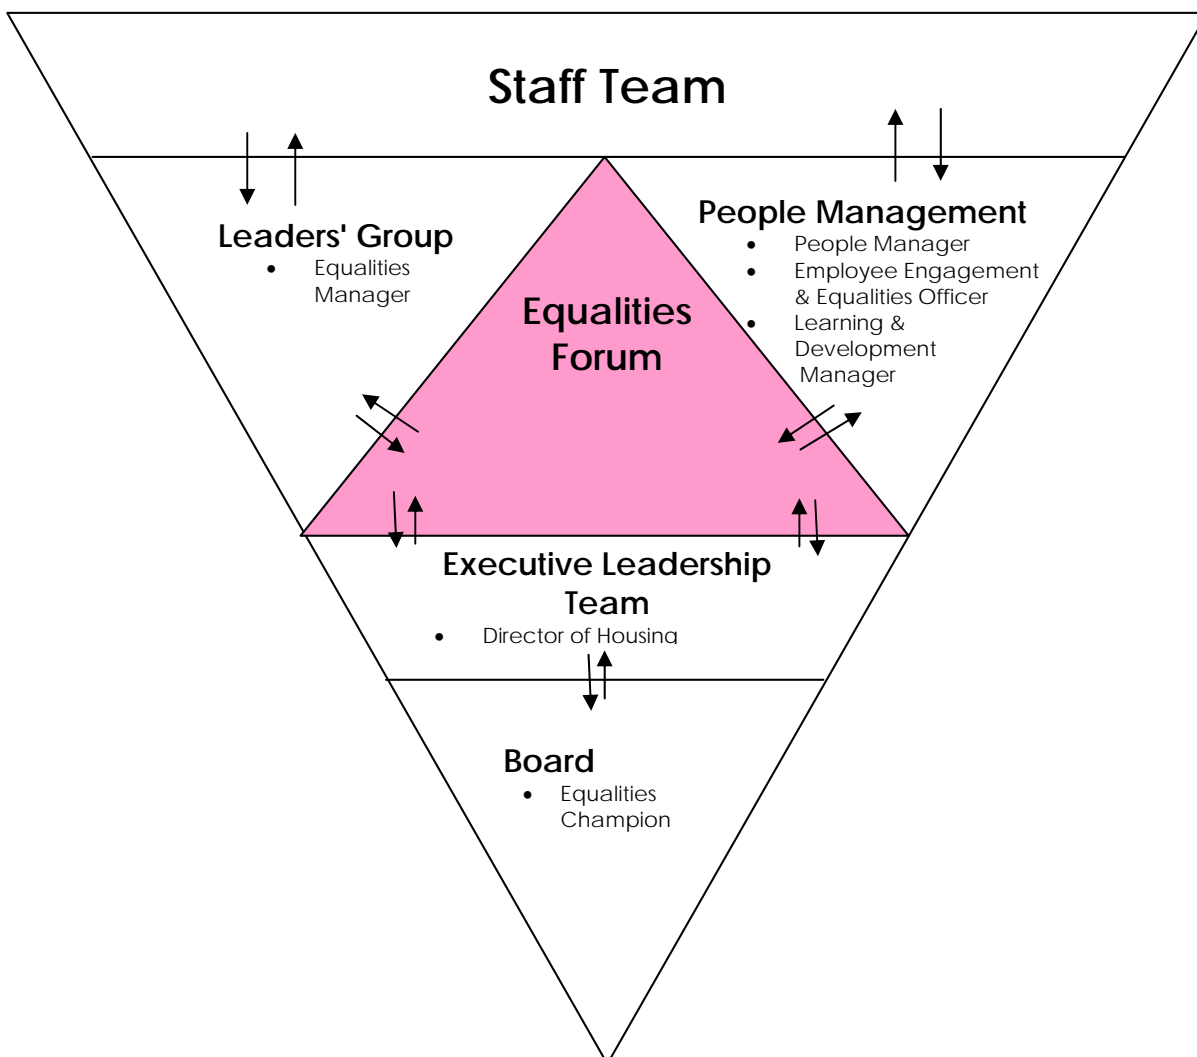 Staff Team
Leaders' Group
• Equalities
Manager
People Management
• People Manager
• Employee Engagement
& Equalities Officer
• Learning &
Development
Manager
Equalities
Forum
Executive Leadership
Team
• Director of Housing
Board
• Equalities
Champion